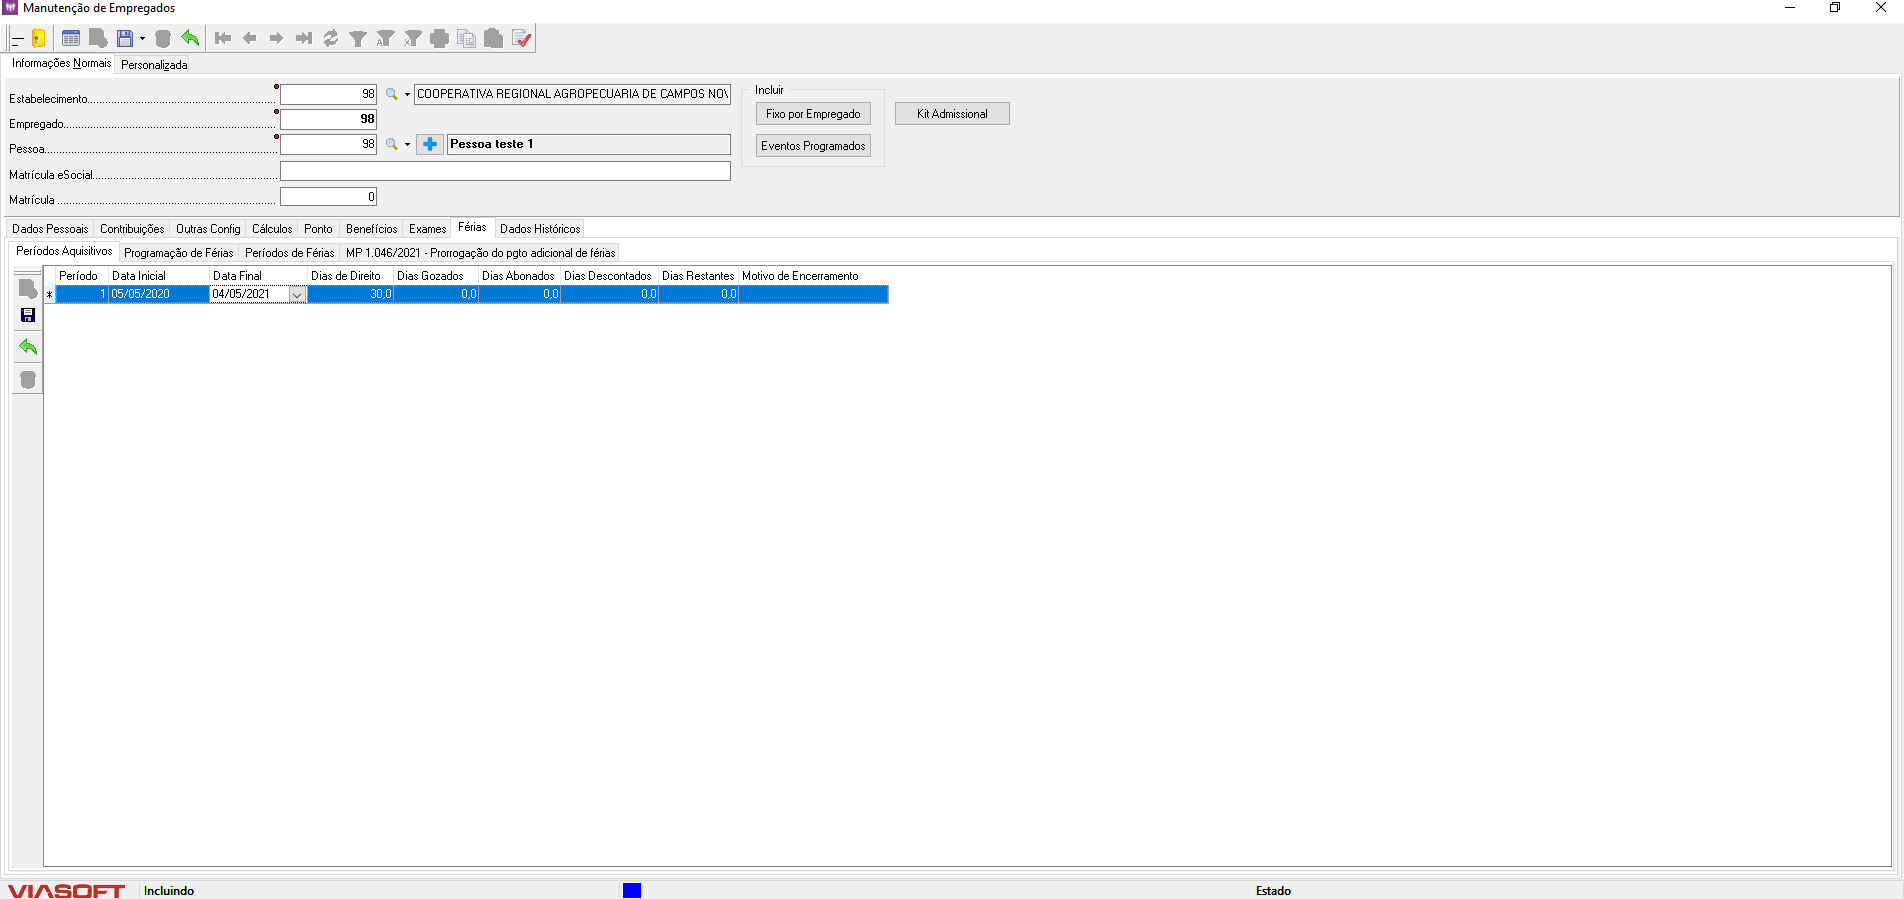 Manutenção de Empregados
Informações Normais Personalizada
Estabelecimento 98 COOPERATIVA REGIONAL AGROPECUARIA DE CAMPOS NOV
Empregado 98
Pessoa 98 Pessoa teste 1
Matrícula eSocial
Matrícula 0
Incluir
Fixo por Empregado
Eventos Programados
Kit Admissional
Dados Pessoais Contribuições Outras Config Cálculos Ponto Benefícios Exames Férias Dados Históricos
Períodos Aquisitivos Programação de Férias Períodos de Férias MP 1.046/2021 - Prorrogação do pgto adicional de férias
Período Data Inicial Data Final Dias de Direito Dias Gozados Dias Abonados Dias Descontados Dias Restantes Motivo de Encerramento
* 1 05/05/2020 04/05/2021 30,0 0,0 0,0 0,0 0,0
VIASOFT Incluindo Estado